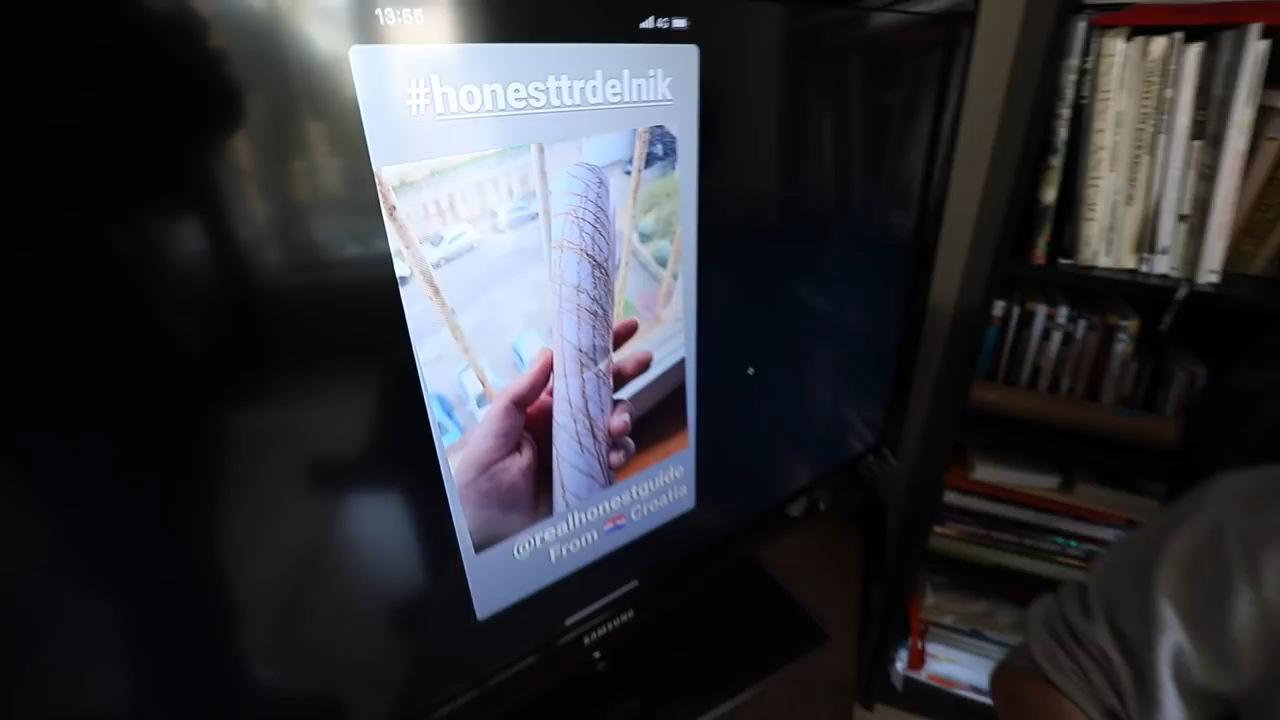 13:55
4G
#honesttrdelnik
@realhonestguide
From 🇭🇷 Croatia
SAMSUNG